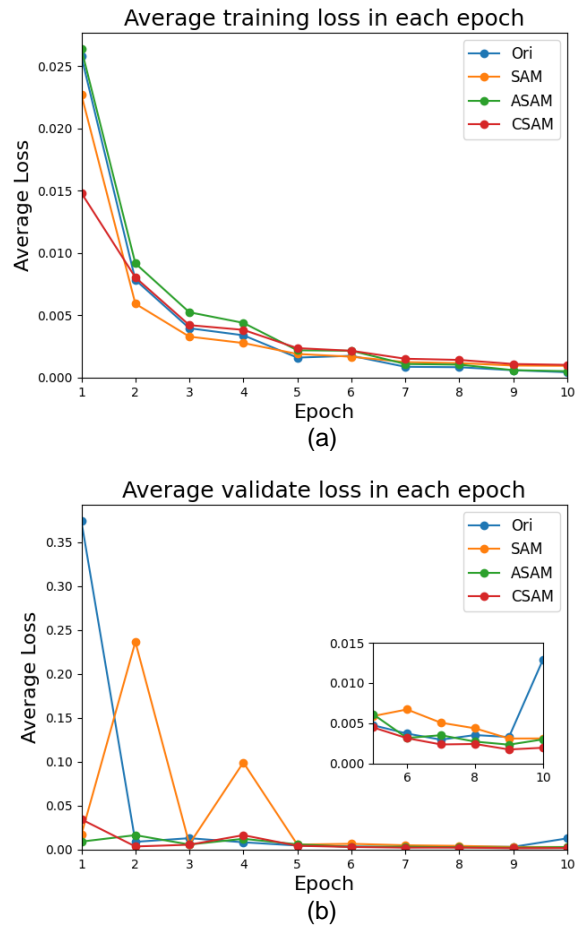 Average training loss in each epoch
Ori
SAM
ASAM
CSAM
Average Loss
0.025
0.020
0.015
0.010
0.005
0.000
1 2 3 4 5 6 7 8 9 10
Epoch
(a)
Average validate loss in each epoch
Ori
SAM
ASAM
CSAM
Average Loss
0.35
0.30
0.25
0.20
0.15
0.10
0.05
0.00
0.015
0.010
0.005
0.000
6 8 10
1 2 3 4 5 6 7 8 9 10
Epoch
(b)